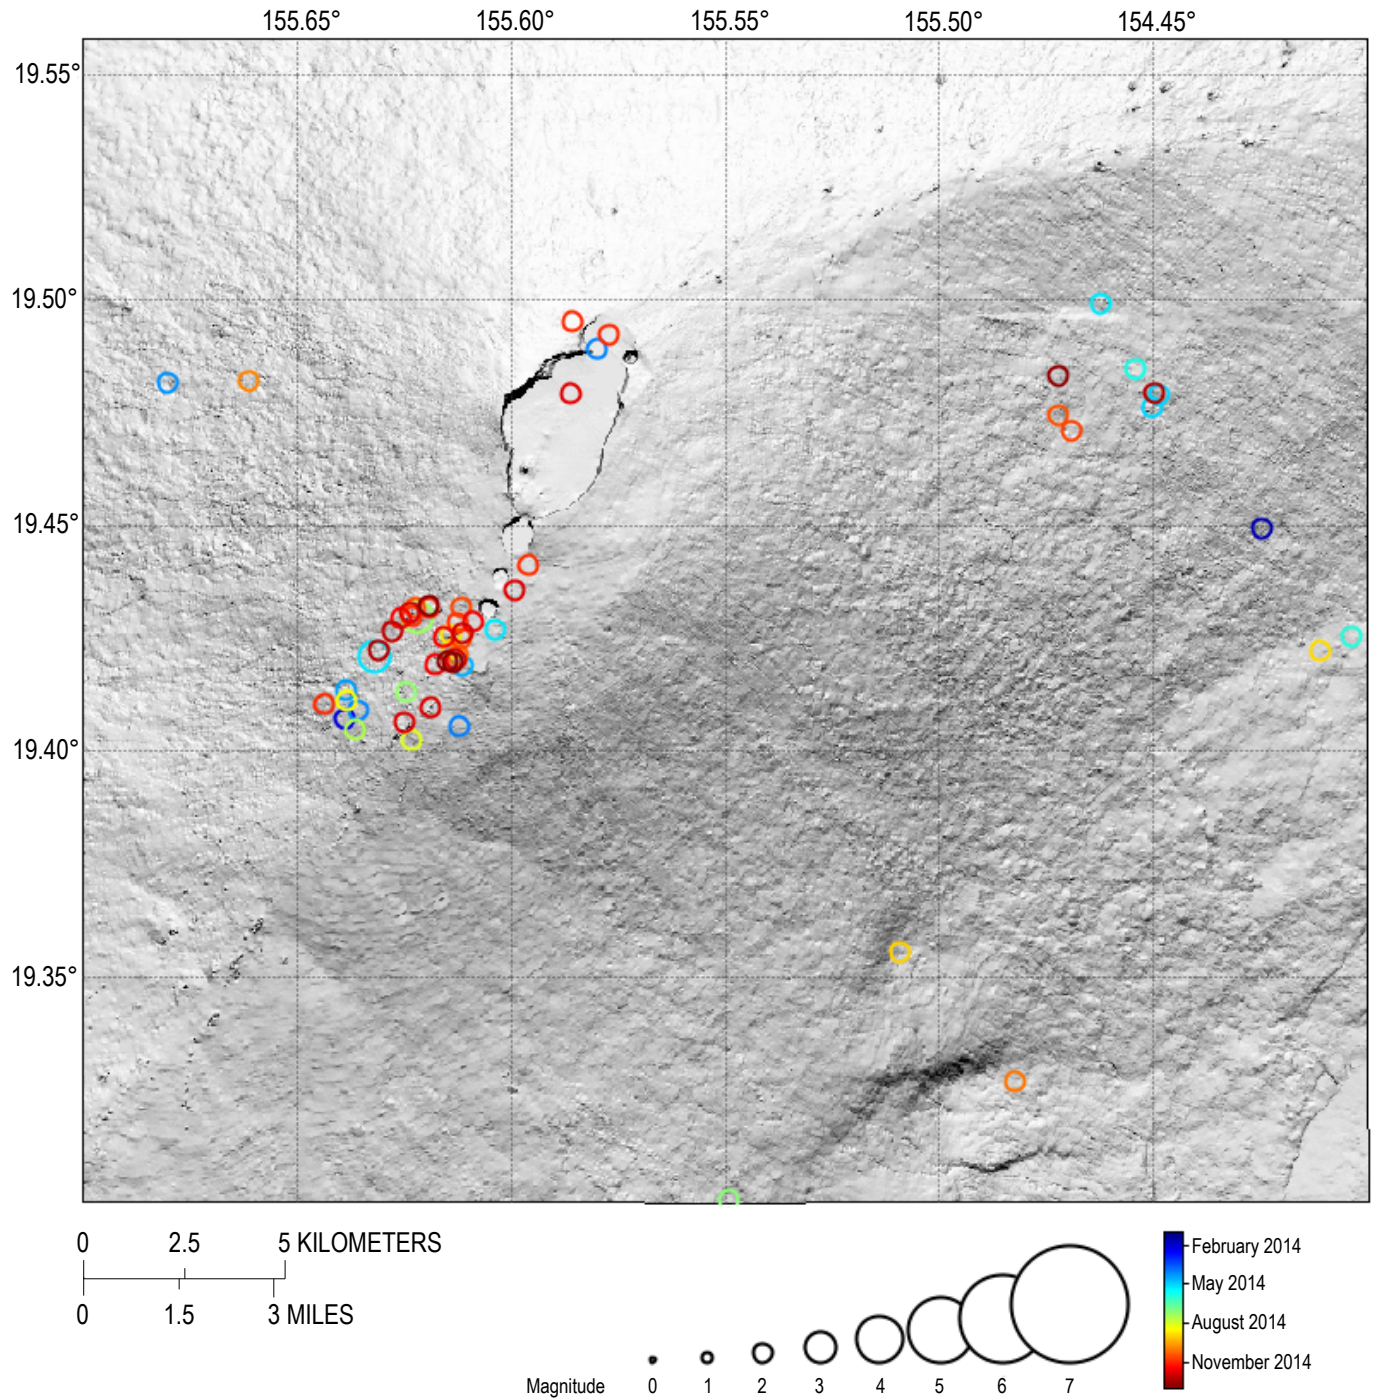 155.65° 155.60° 155.55° 155.50° 154.45°
19.55°
19.50°
19.45°
19.40°
19.35°
0 2.5 5 KILOMETERS
0 1.5 3 MILES
Magnitude 0 1 2 3 4 5 6 7
February 2014
May 2014
August 2014
November 2014